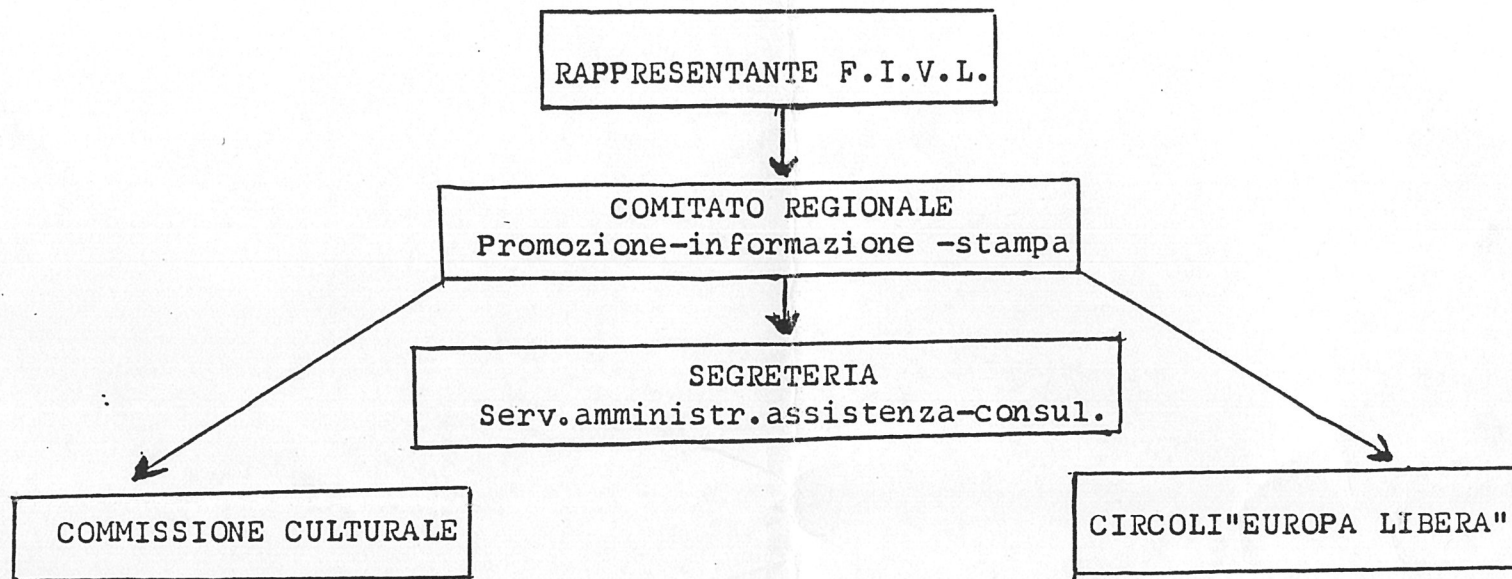 RAPPRESENTANTE F.I.V.L.
COMITATO REGIONALE
Promozione-informazione -stampa
SEGRETERIA
Serv.amministr.assistenza-consul.
COMMISSIONE CULTURALE
CIRCOLI"EUROPA LIBERA"